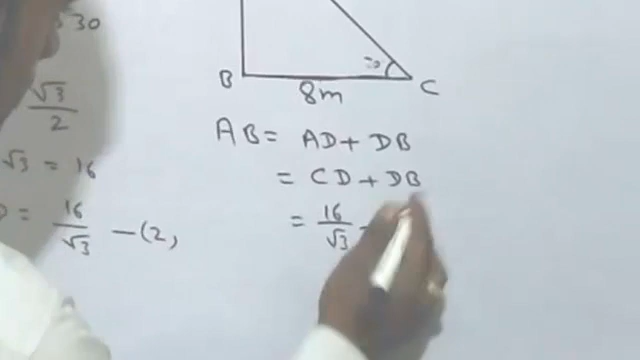 30
√3
2
√3 = 16
D = 16
√3 -(2,
B
8m
C
AB = AD + DB
= CD + DB
= 16
√3